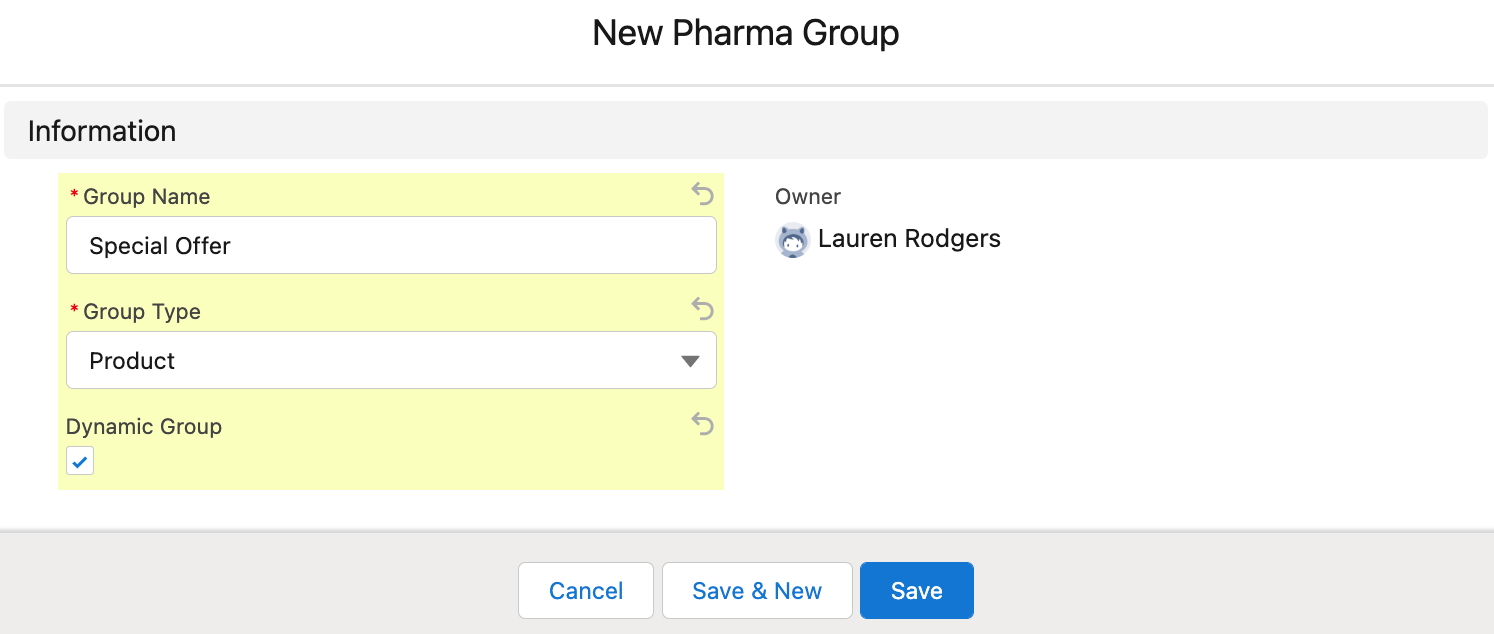 New Pharma Group
Information
* Group Name
Special Offer
* Group Type
Product
Dynamic Group
Owner
Lauren Rodgers
Cancel
Save & New
Save